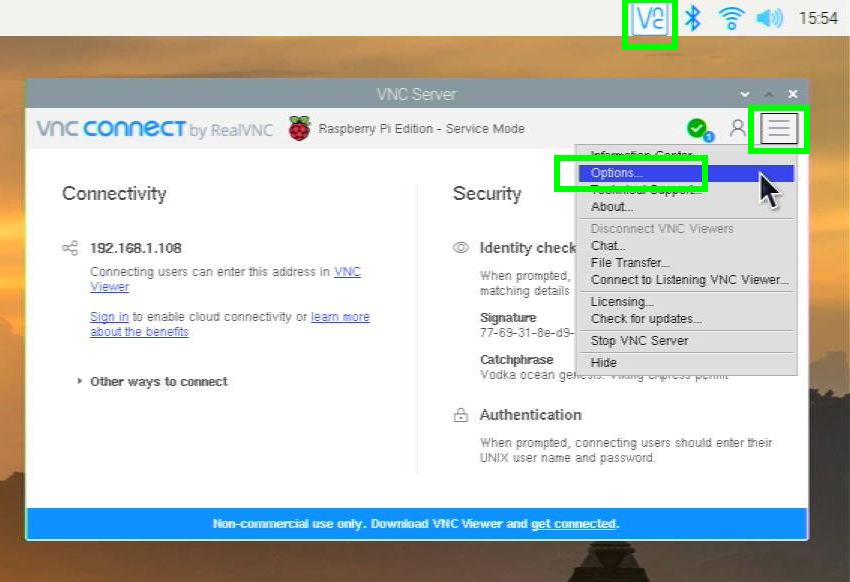 VNC
15:54
VNC Server
VNC CONNECT by RealVNC
Raspberry Pi Edition - Service Mode
1
Information Center
Options...
Technical Support...
About...
Disconnect VNC Viewers
Chat...
File Transfer...
Connect to Listening VNC Viewer...
Licensing...
Check for updates...
Stop VNC Server
Hide
Connectivity
192.168.1.108
Connecting users can enter this address in VNC
Viewer
Sign in to enable cloud connectivity or learn more
about the benefits
Other ways to connect
Security
Identity check
When prompted,
matching details
Signature
77-69-31-8e-d9-
Catchphrase
Vodka ocean genesis. Viking express permit
Authentication
When prompted, connecting users should enter their
UNIX user name and password.
Non-commercial use only. Download VNC Viewer and get connected.